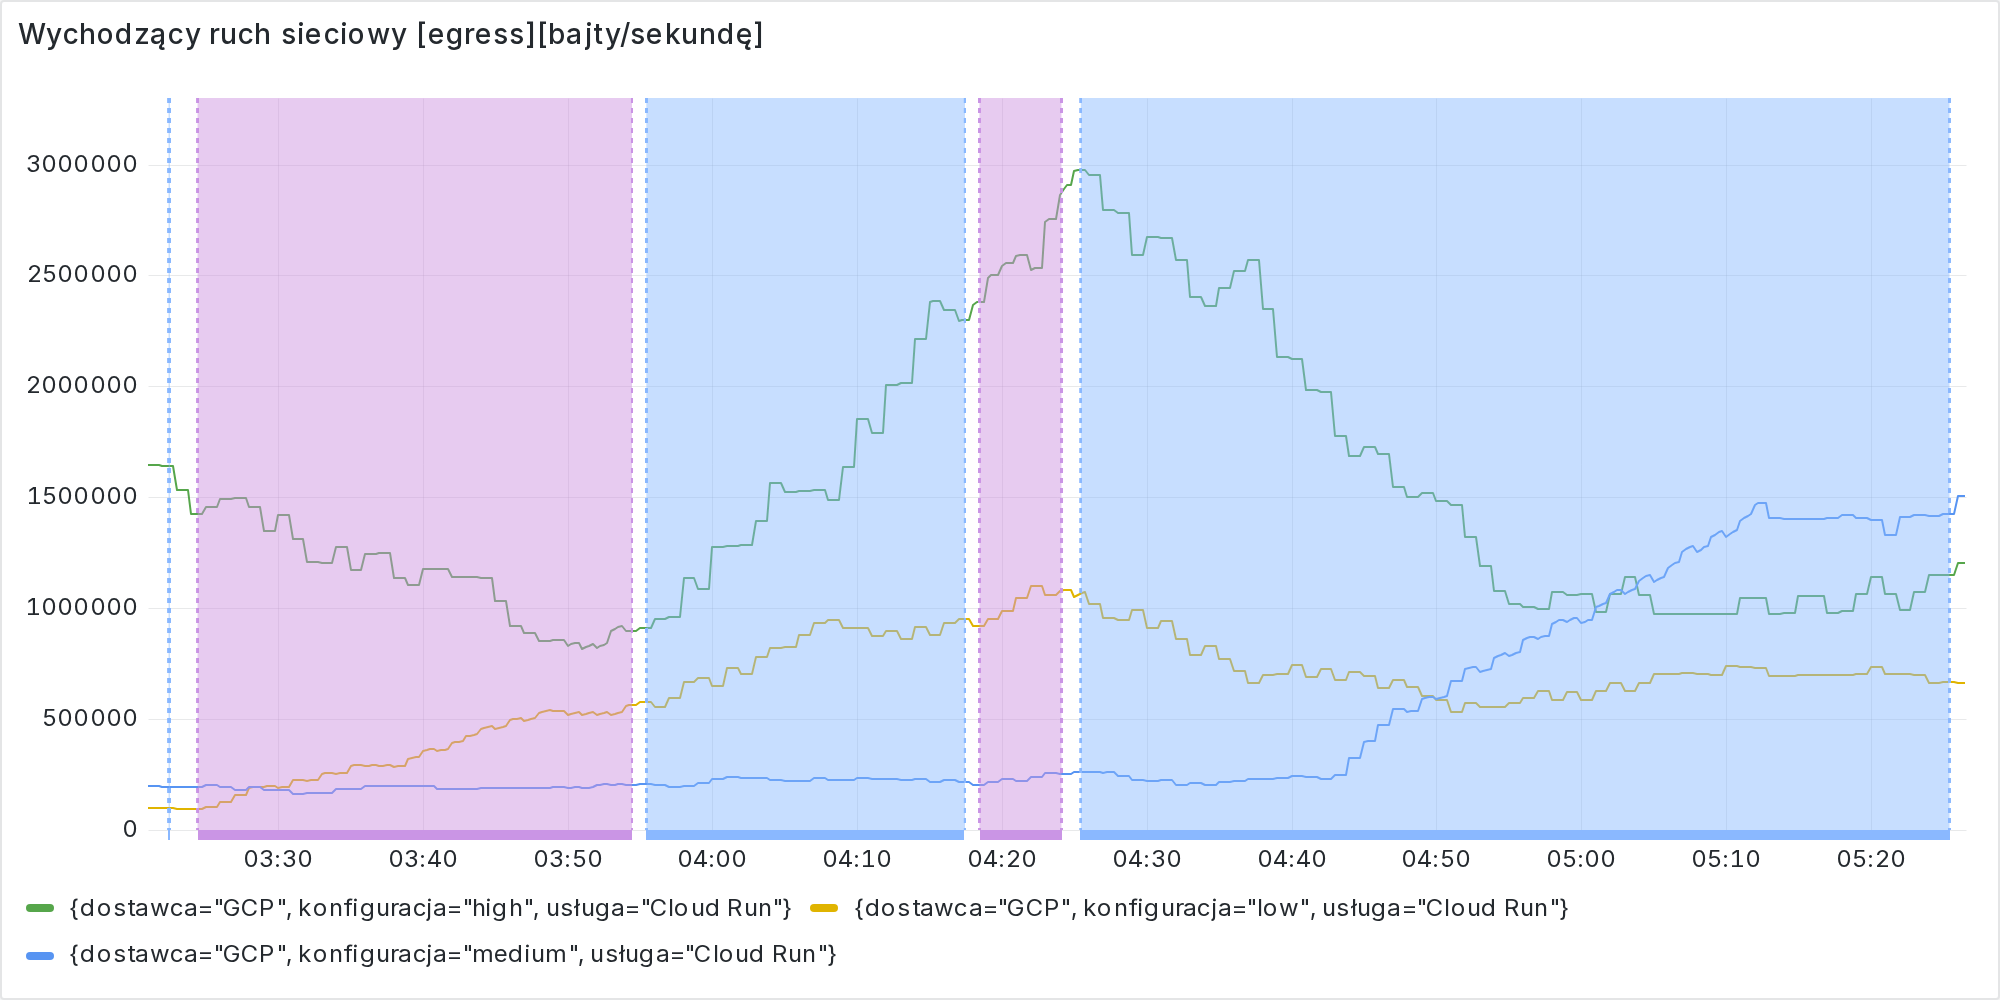 Wychodzący ruch sieciowy [egress][bajty/sekundę]
3000000
2500000
2000000
1500000
1000000
500000
0
03:30 03:40 03:50 04:00 04:10 04:20 04:30 04:40 04:50 05:00 05:10 05:20
{dostawca="GCP", konfiguracja="high", usługa="Cloud Run"} {dostawca="GCP", konfiguracja="low", usługa="Cloud Run"}
{dostawca="GCP", konfiguracja="medium", usługa="Cloud Run"}